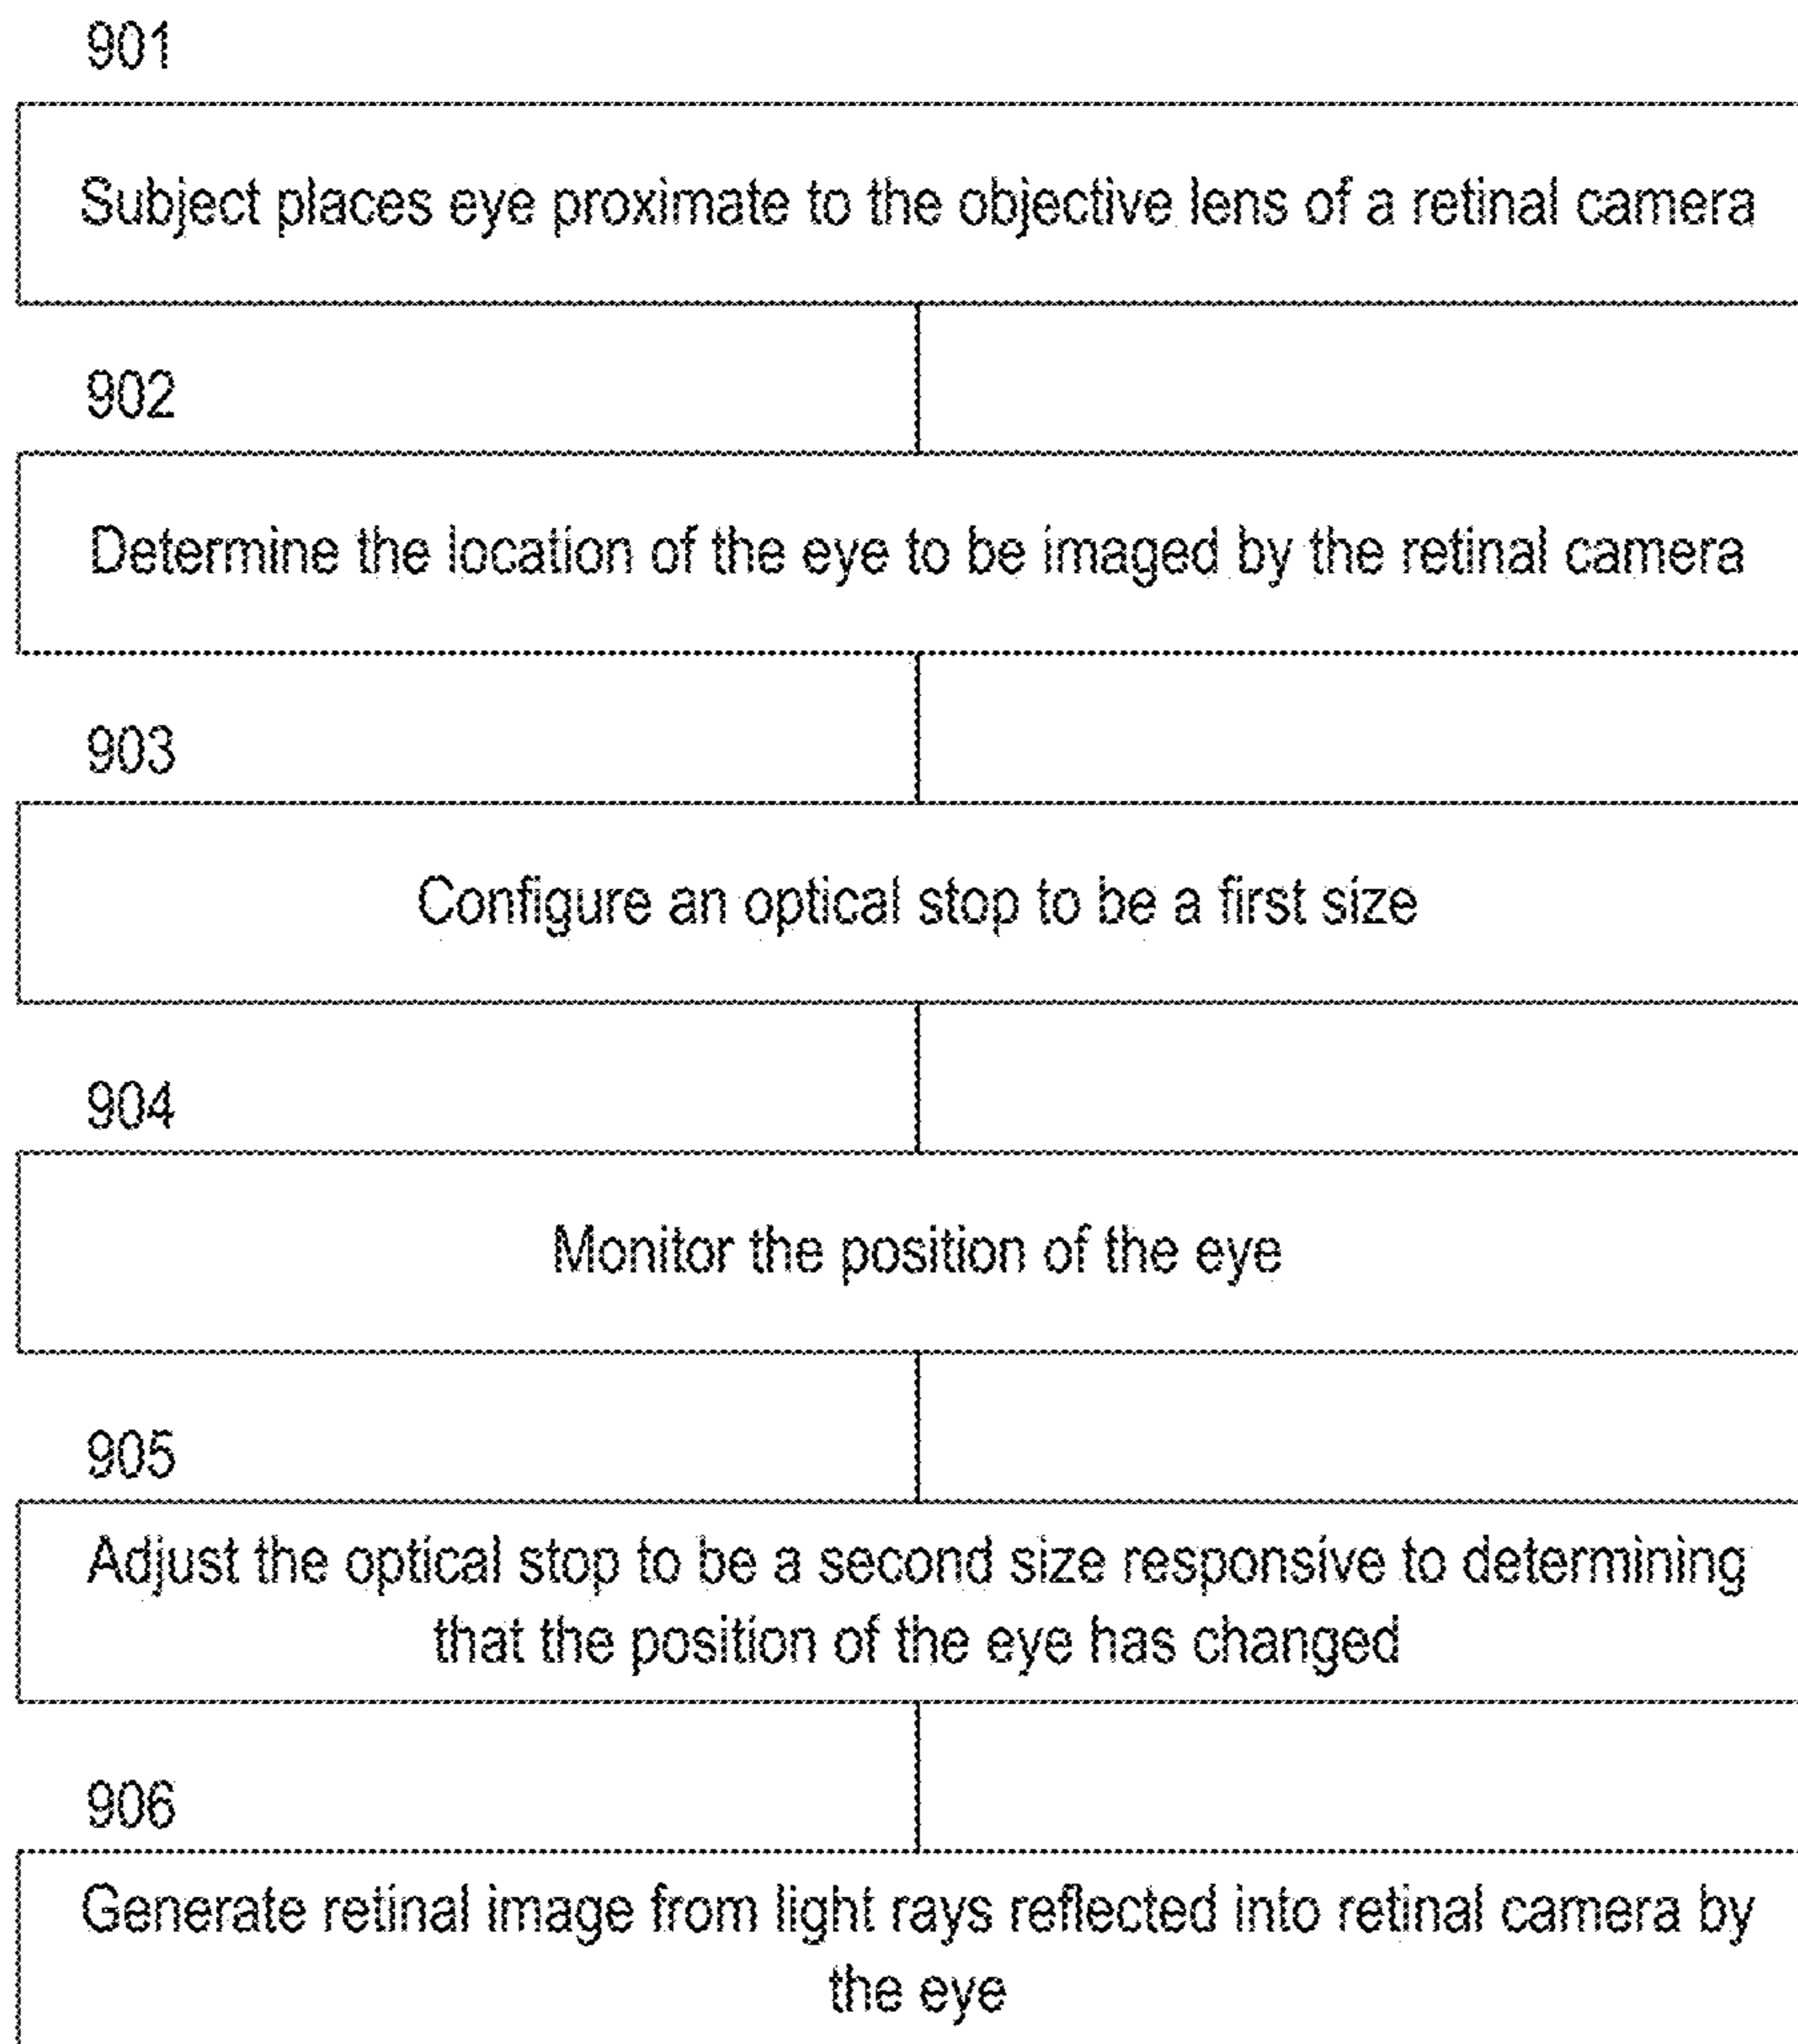 901
Subject places eye proximate to the objective lens of a retinal camera
902
Determine the location of the eye to be imaged by the retinal camera
903
Configure an optical stop to be a first size
904
Monitor the position of the eye
905
Adjust the optical stop to be a second size responsive to determining
that the position of the eye has changed
906
Generate retinal image from light rays reflected into retinal camera by
the eye